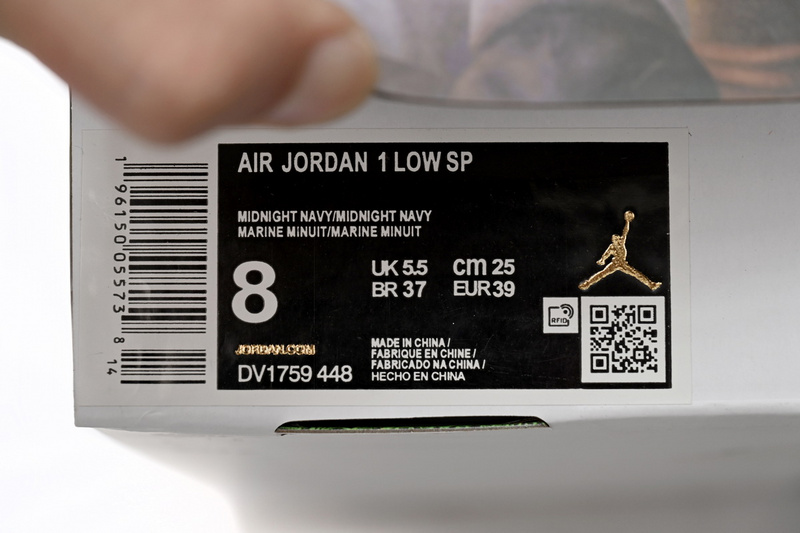 AIR JORDAN 1 LOW SP
MIDNIGHT NAVY/MIDNIGHT NAVY
MARINE MINUIT/MARINE MINUIT
8
UK 5.5 cm 25
BR 37 EUR 39
RFID
JORDAN.COM
DV1759 448
MADE IN CHINA /
FABRIQUE EN CHINE /
FABRICADO NA CHINA /
HECHO EN CHINA
1 96150 05573 8 14